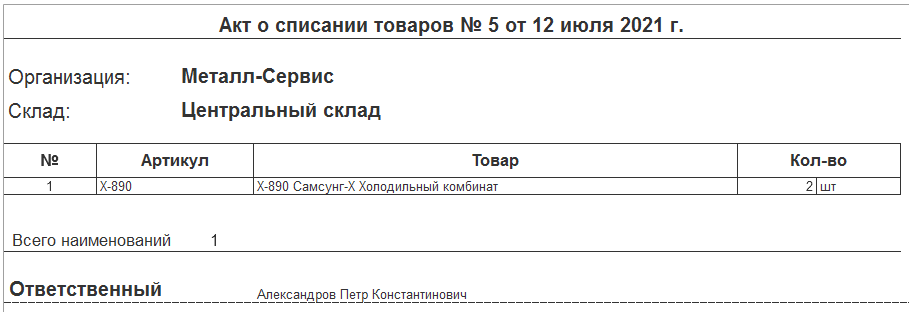 Акт о списании товаров № 5 от 12 июля 2021 г.
Организация: Металл-Сервис
Склад: Центральный склад
№ Артикул Товар Кол-во
1 X-890 X-890 Самсунг-X Холодильный комбинат 2 шт
Всего наименований 1
Ответственный Александров Петр Константинович